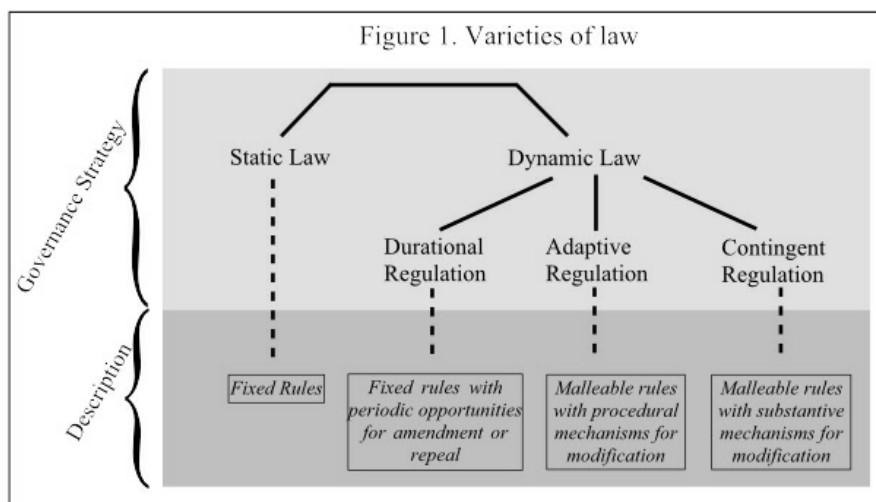 Figure 1. Varieties of law
Governance Strategy
Static Law
Dynamic Law
Durational
Regulation
Adaptive
Regulation
Contingent
Regulation
Description
Fixed Rules
Fixed rules with
periodic opportunities
for amendment or
repeal
Malleable rules
with procedural
mechanisms for
modification
Malleable rules
with substantive
mechanisms for
modification